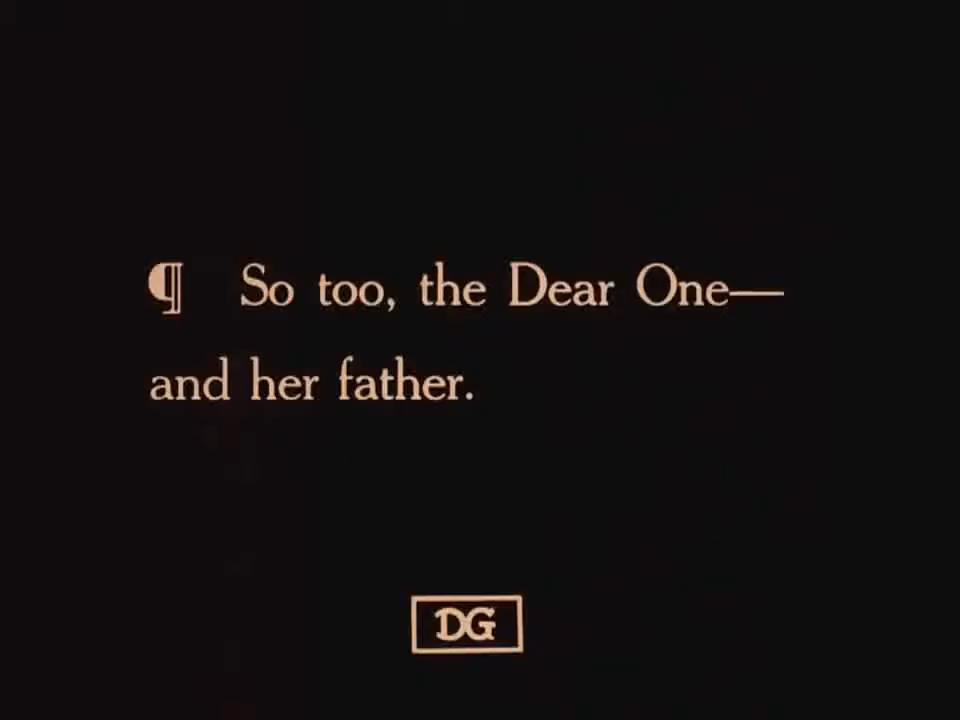 ¶ So too, the Dear One—
and her father.
DG